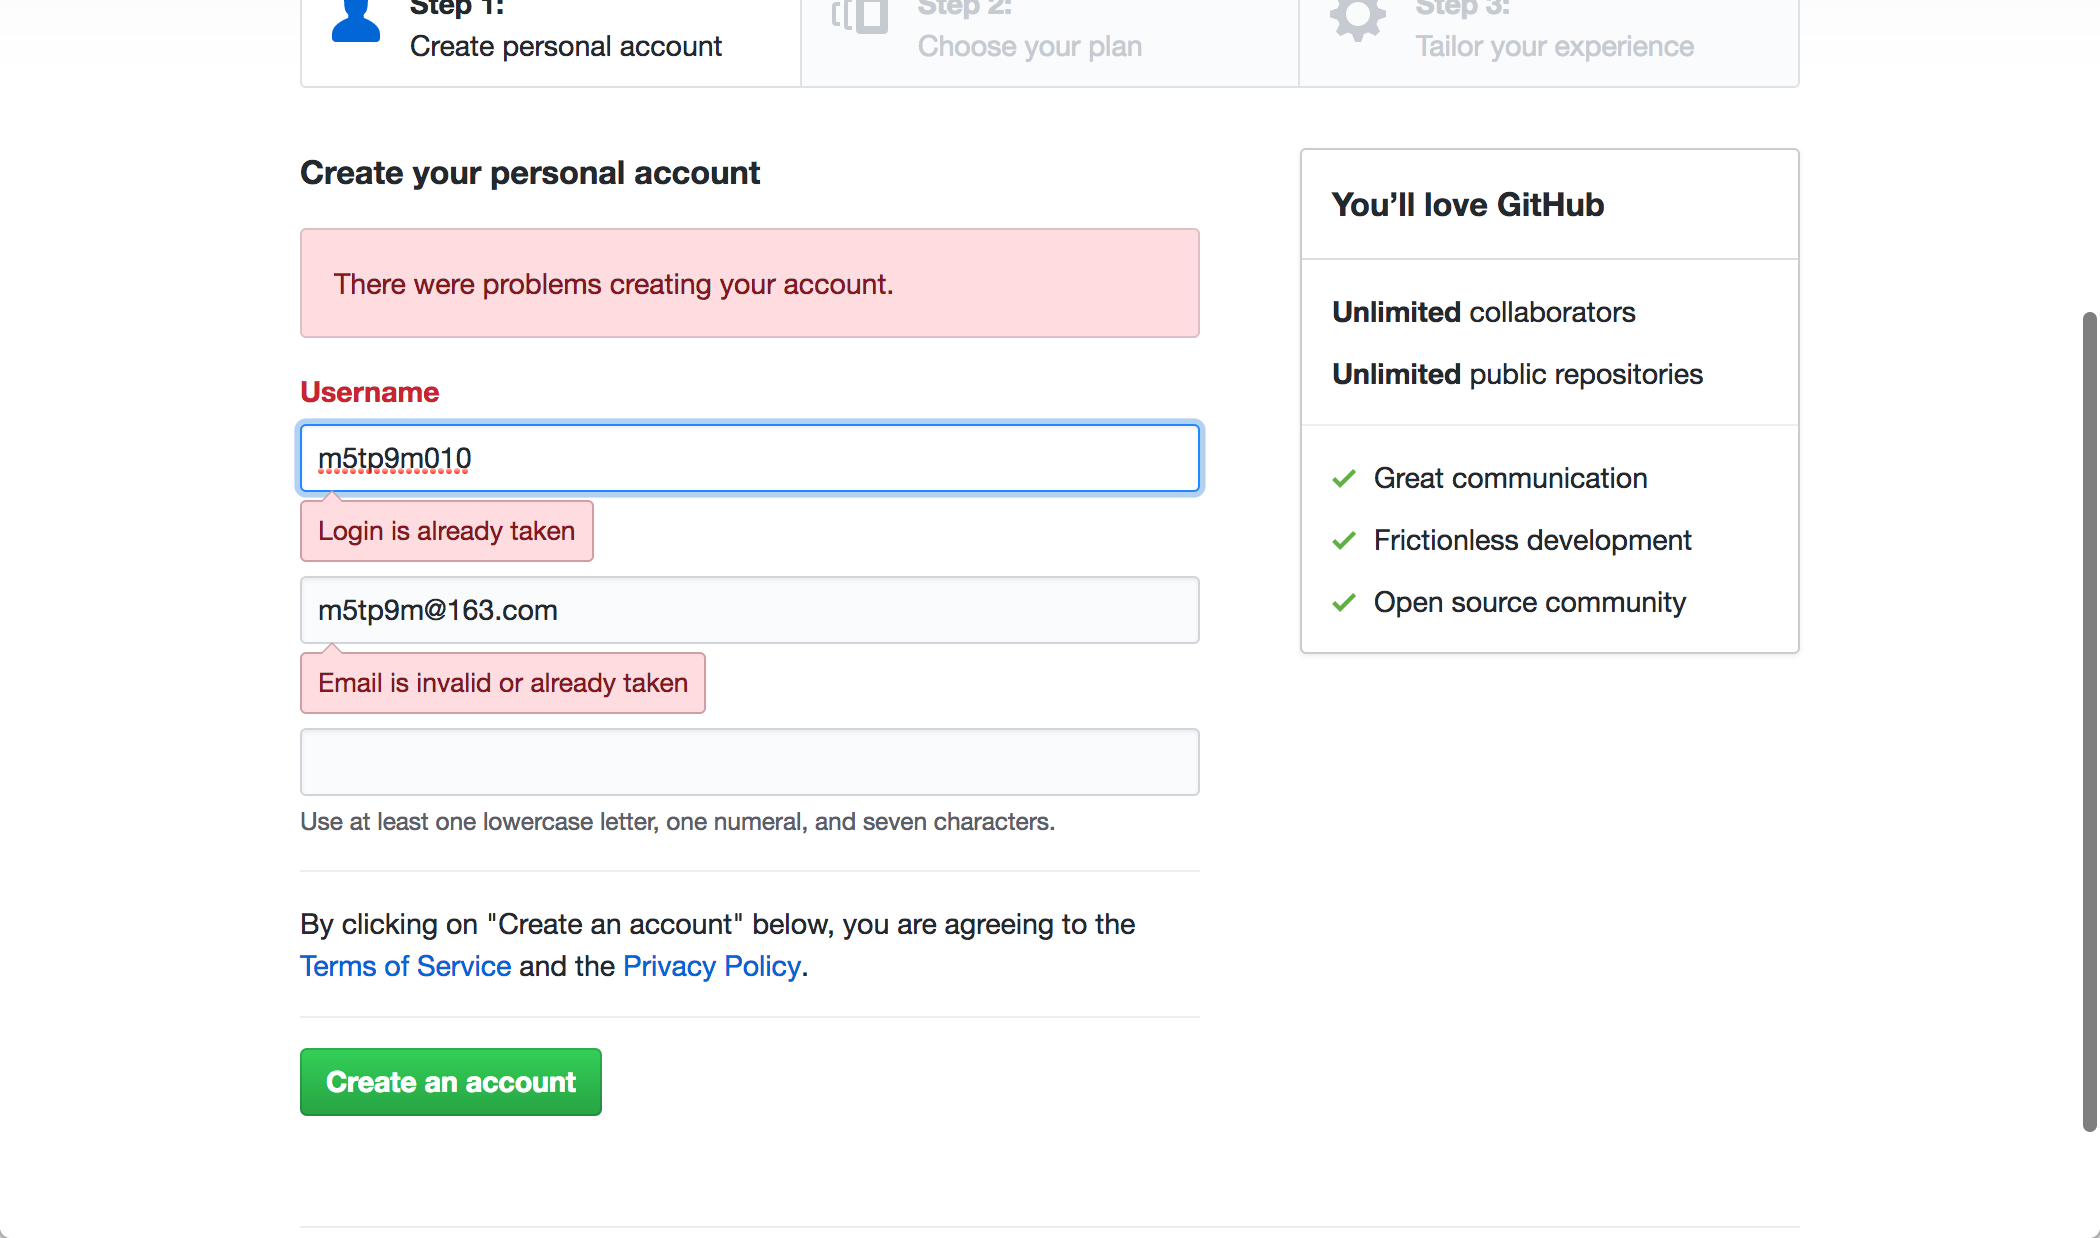 Step 1:
Create personal account
Step 2:
Choose your plan
Step 3:
Tailor your experience
Create your personal account
There were problems creating your account.
Username
m5tp9m010
Login is already taken
m5tp9m@163.com
Email is invalid or already taken
Use at least one lowercase letter, one numeral, and seven characters.
By clicking on "Create an account" below, you are agreeing to the
Terms of Service and the Privacy Policy.
Create an account
You’ll love GitHub
Unlimited collaborators
Unlimited public repositories
Great communication
Frictionless development
Open source community